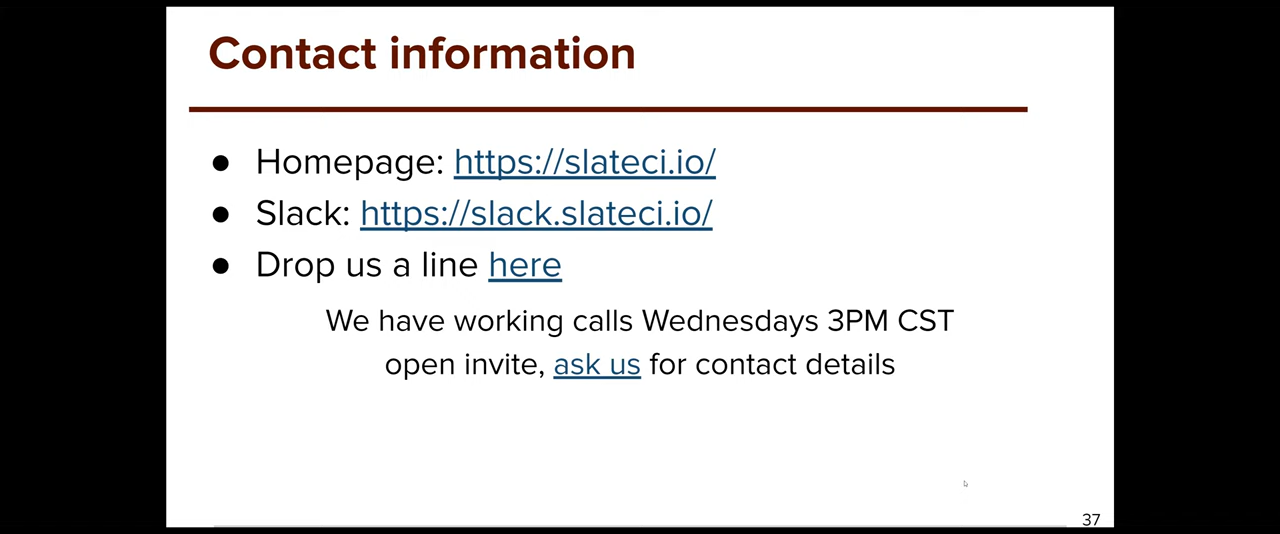 Contact information
● Homepage: https://slateci.io/
● Slack: https://slack.slateci.io/
● Drop us a line here
We have working calls Wednesdays 3PM CST
open invite, ask us for contact details
37